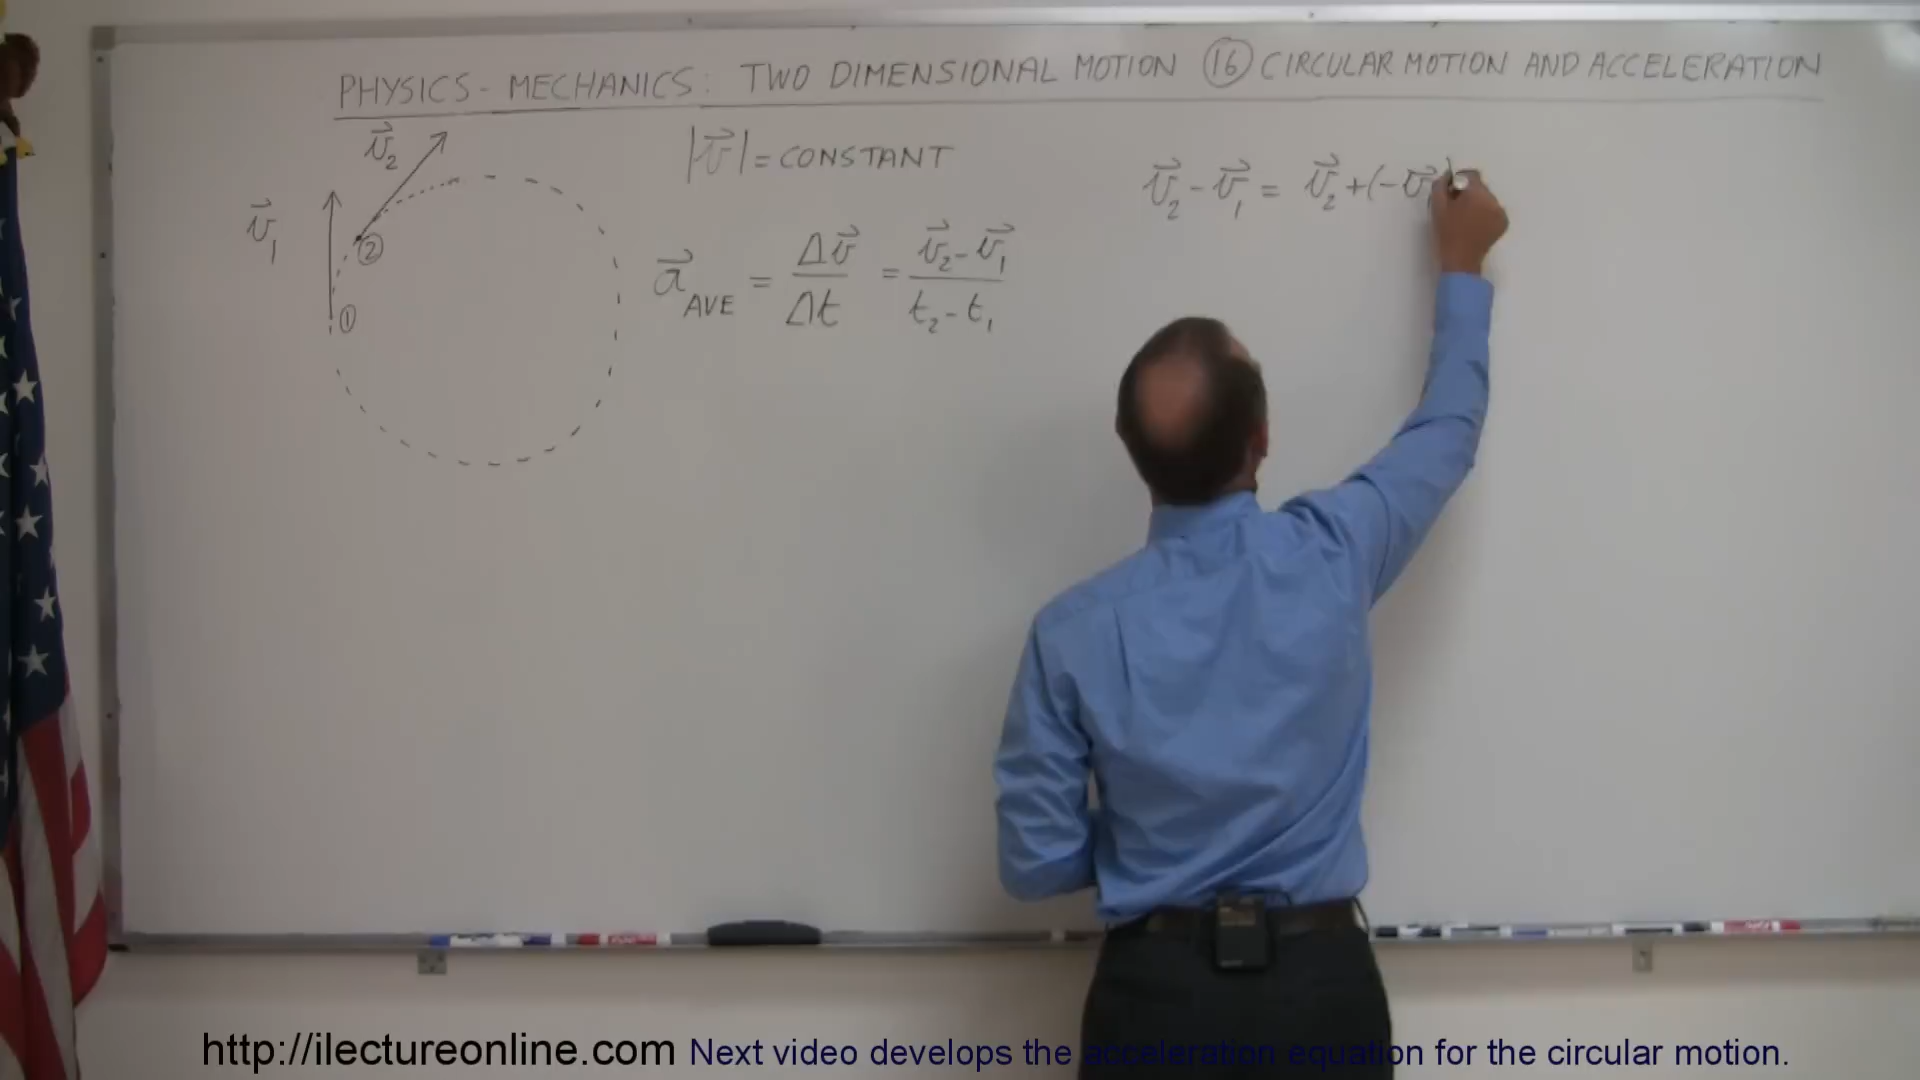 PHYSICS - MECHANICS: TWO DIMENSIONAL MOTION ⑯ CIRCULAR MOTION AND ACCELERATION
v⃗₂
|v⃗| = CONSTANT
v⃗₂ - v⃗₁ = v⃗₂ + (-v⃗₁)
v⃗₁
②
a⃗ AVE = Δv⃗ / Δt = v⃗₂ - v⃗₁ / t₂ - t₁
①
http://ilectureonline.com Next video develops the acceleration equation for the circular motion.